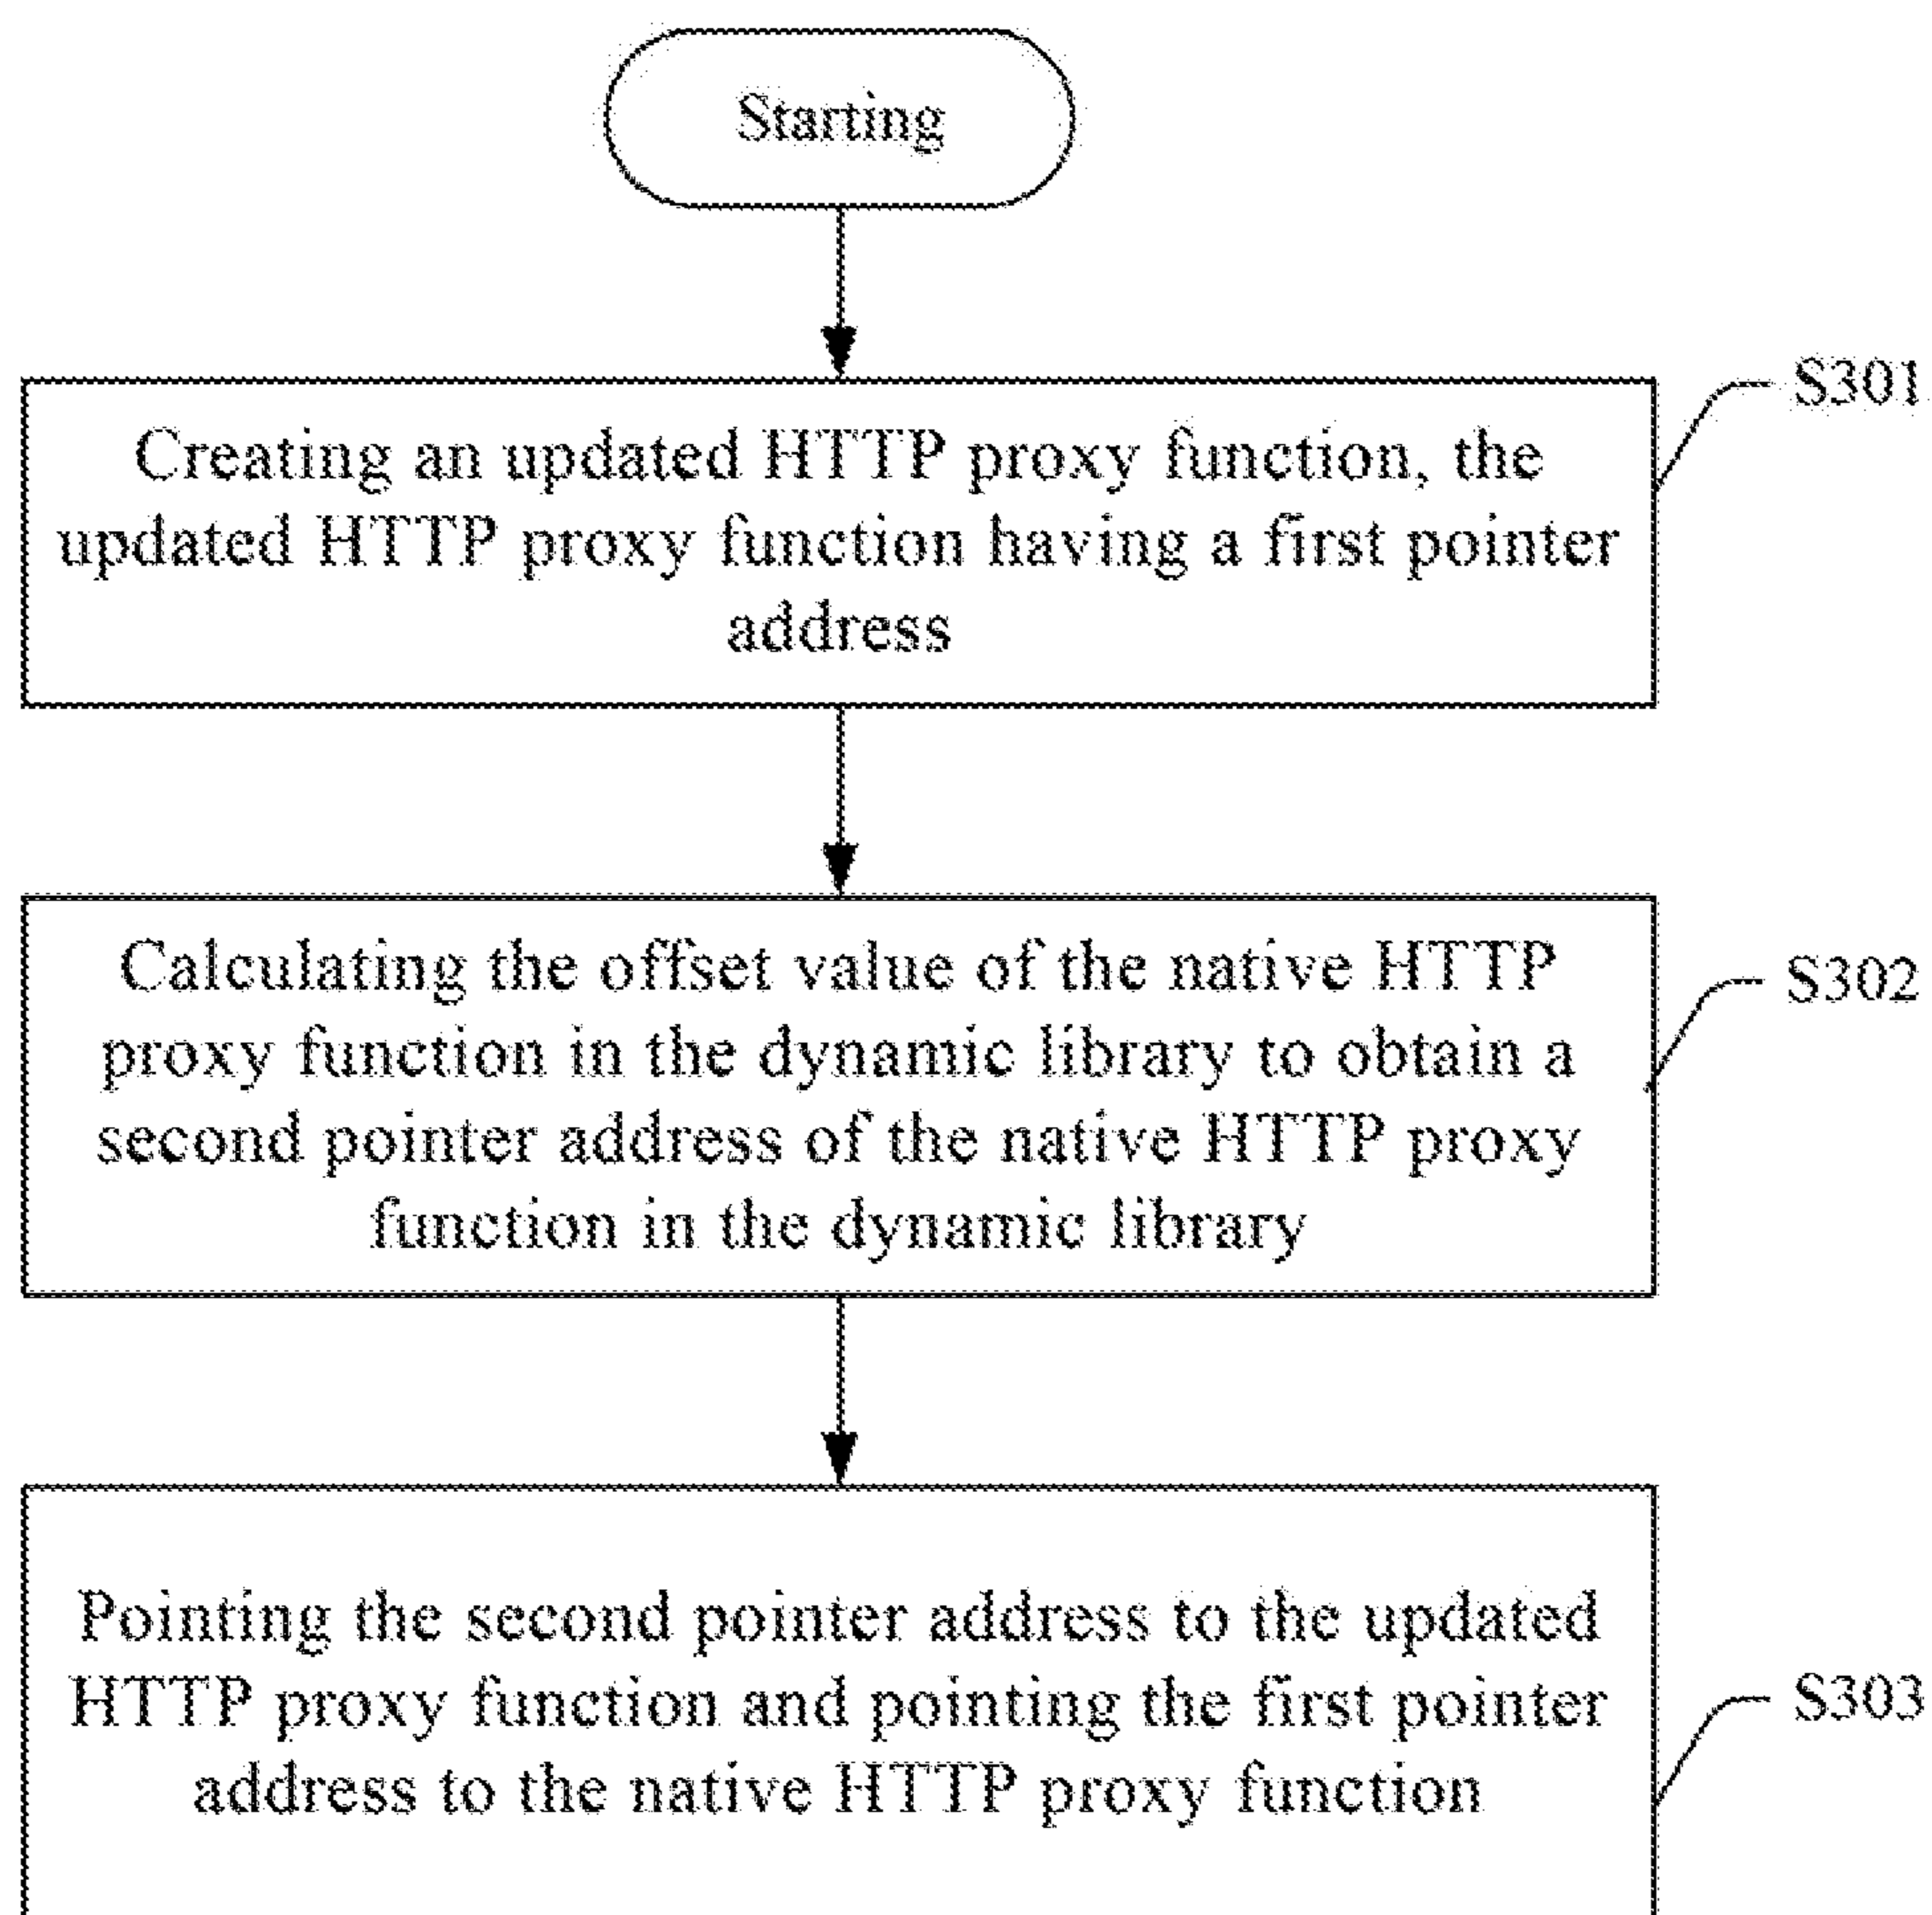 Starting
S301
Creating an updated HTTP proxy function, the
updated HTTP proxy function having a first pointer
address
S302
Calculating the offset value of the native HTTP
proxy function in the dynamic library to obtain a
second pointer address of the native HTTP proxy
function in the dynamic library
Pointing the second pointer address to the updated
HTTP proxy function and pointing the first pointer
address to the native HTTP proxy function
S303